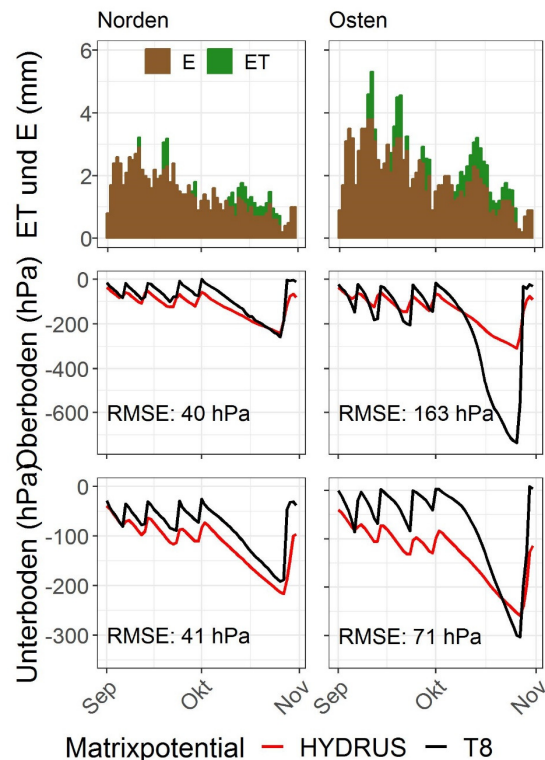 Norden
Osten
ET und E (mm)
6
4
2
0
E
ET
Oberboden (hPa)
0
-200
-400
-600
RMSE: 40 hPa
RMSE: 163 hPa
Unterboden (hPa)
0
-100
-200
-300
RMSE: 41 hPa
RMSE: 71 hPa
Sep
Okt
Nov
Sep
Okt
Nov
Matrixpotential
HYDRUS
T8